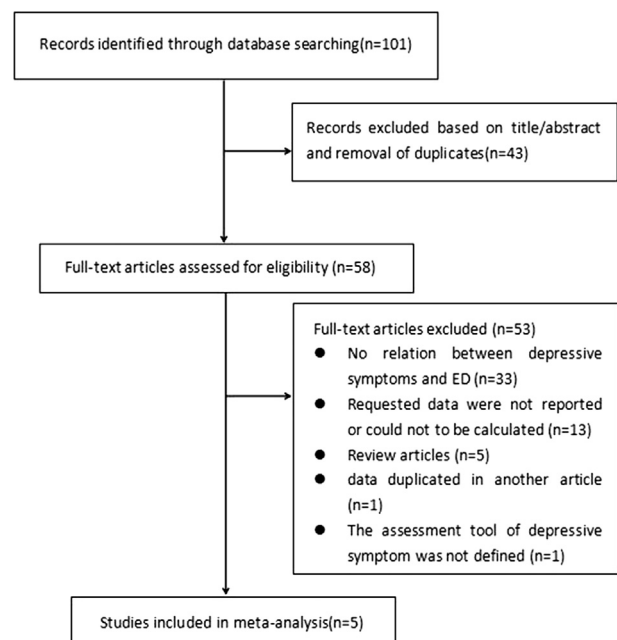 Records identified through database searching(n=101)
Records excluded based on title/abstract
and removal of duplicates(n=43)
Full-text articles assessed for eligibility (n=58)
Full-text articles excluded (n=53)
● No relation between depressive
symptoms and ED (n=33)
● Requested data were not reported
or could not to be calculated (n=13)
● Review articles (n=5)
● data duplicated in another article
(n=1)
● The assessment tool of depressive
symptom was not defined (n=1)
Studies included in meta-analysis(n=5)